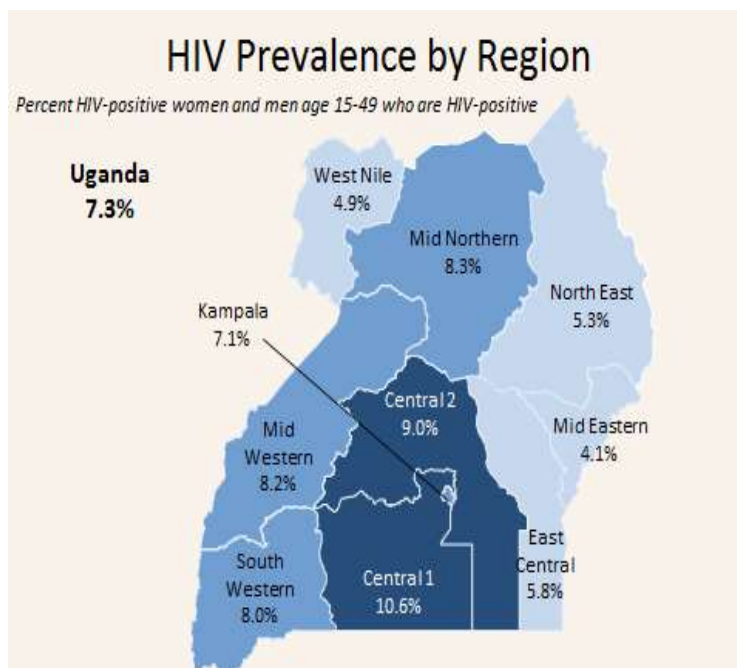 HIV Prevalence by Region
Percent HIV-positive women and men age 15-49 who are HIV-positive
Uganda
7.3%
West Nile
4.9%
Mid Northern
8.3%
North East
5.3%
Kampala
7.1%
Central 2
9.0%
Mid Eastern
4.1%
Mid
Western
8.2%
East
Central
5.8%
South
Western
8.0%
Central 1
10.6%